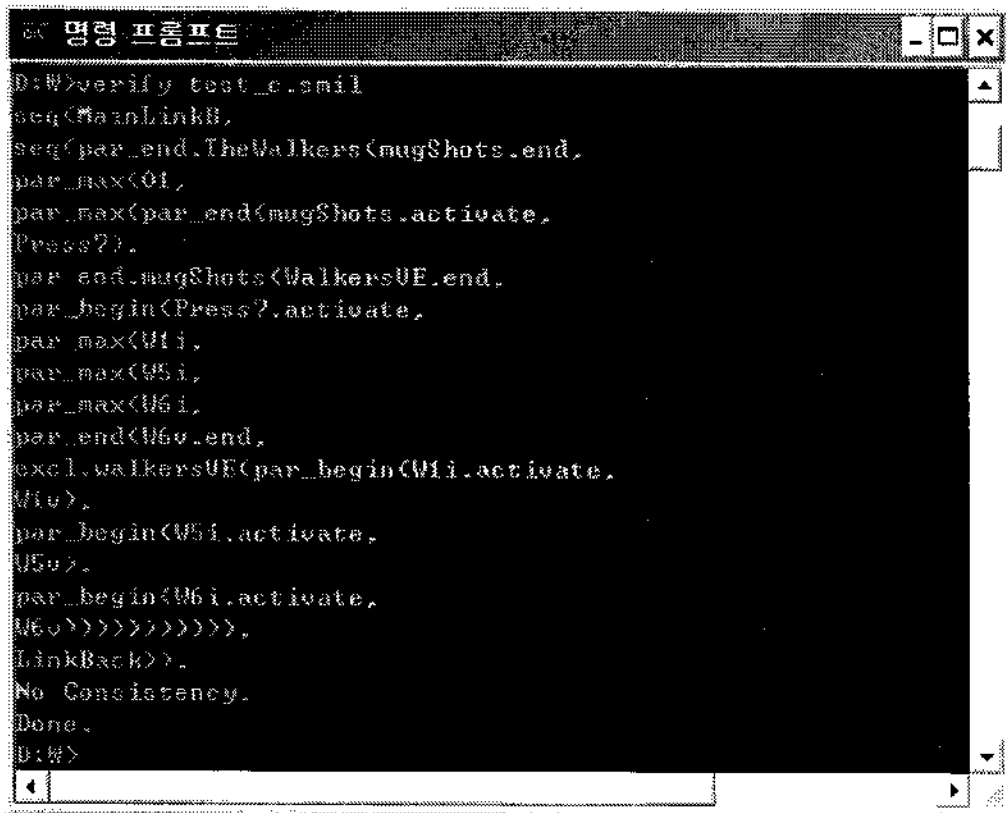 명령 프롬프트
D:₩>verify test_c.smil
seq(MainLinkB,
seq(par_end.TheWalkers(mugShots.end,
par_max(O1,
par_max(par_end(mugShots.activate,
Press?),
par_end.mugShots(WalkersVE.end,
par_begin(Press?.activate,
par_max(W1i,
par_max(W5i,
par_max(W6i,
par_end(W6v.end,
excl.walkersVE(par_begin(W1i.activate,
W1v),
par_begin(W5i.activate,
W5v),
par_begin(W6i.activate,
W6v))))))))))),
LinkBack)).
No Consistency.
Done.
D:₩>